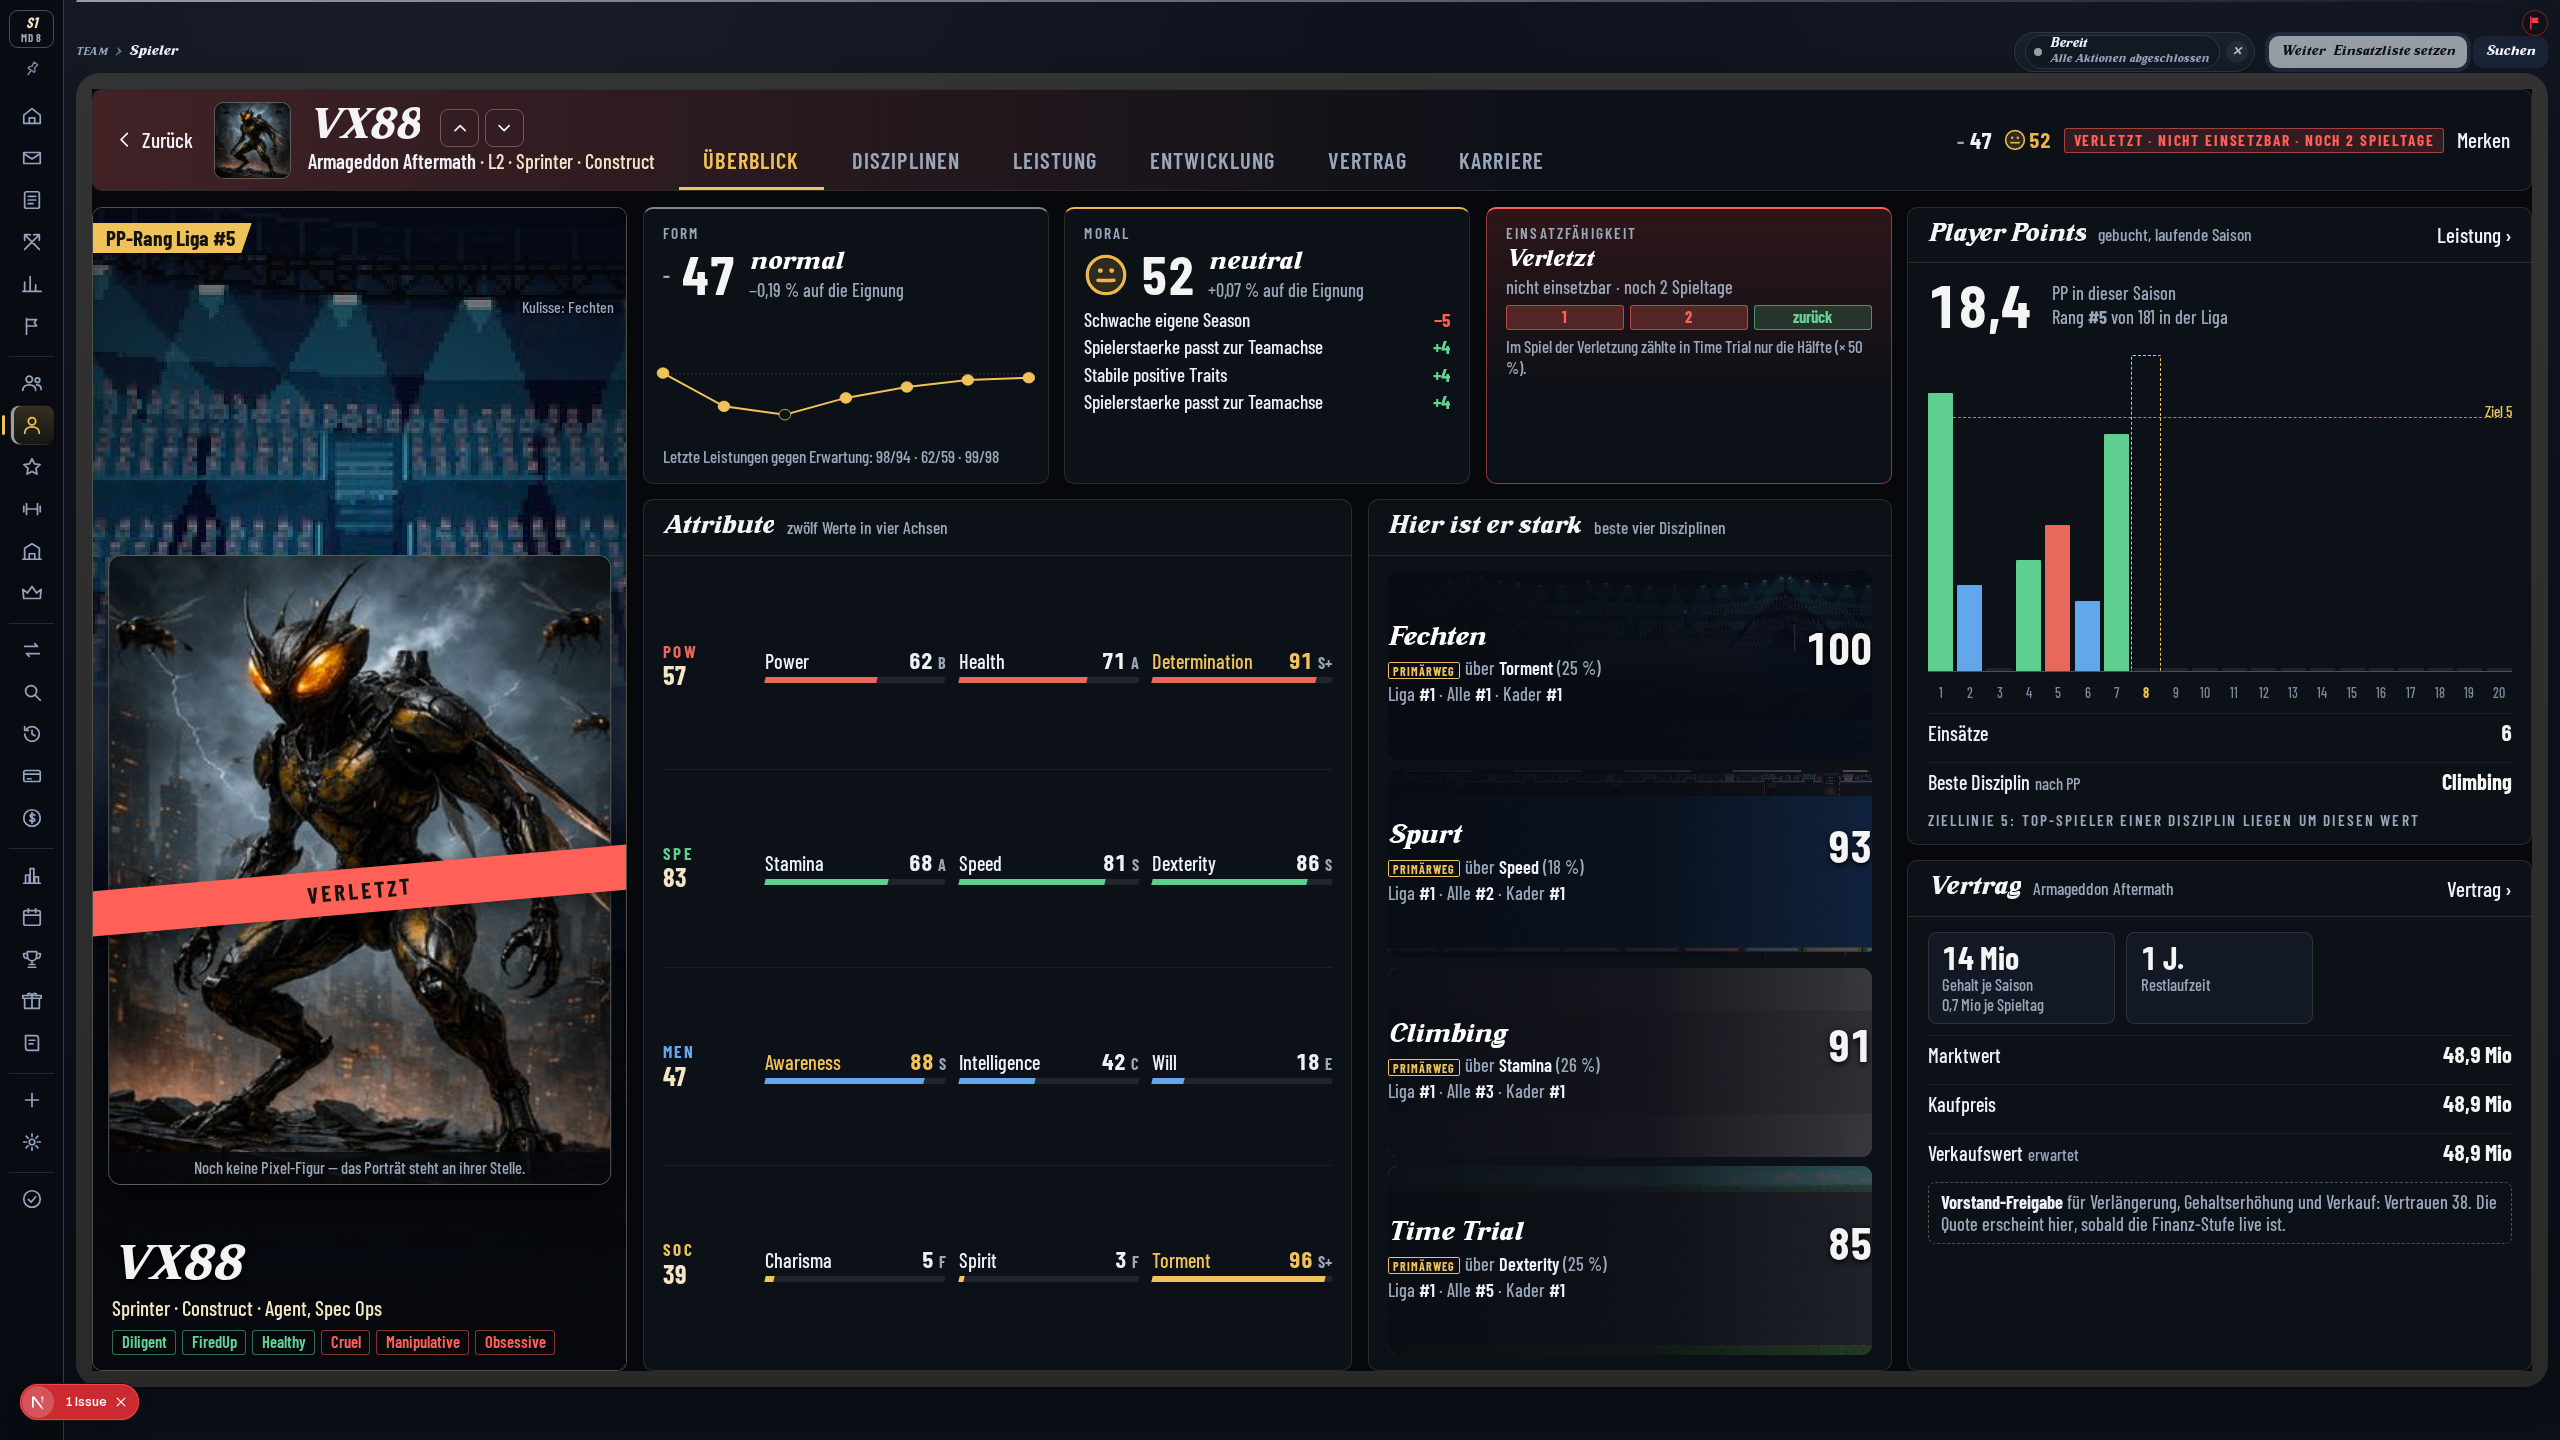 S1
MD 8
TEAM › Spieler
Bereit
Alle Aktionen abgeschlossen
Weiter Einsatzliste setzen
Suchen
Zurück
VX88
Armageddon Aftermath · L2 · Sprinter · Construct
ÜBERBLICK
DISZIPLINEN
LEISTUNG
ENTWICKLUNG
VERTRAG
KARRIERE
- 47
52
VERLETZT · NICHT EINSETZBAR · NOCH 2 SPIELTAGE
Merken
PP-Rang Liga #5
Kulisse: Fechten
VERLETZT
Noch keine Pixel-Figur — das Porträt steht an ihrer Stelle.
VX88
Sprinter · Construct · Agent, Spec Ops
Diligent
FiredUp
Healthy
Cruel
Manipulative
Obsessive
FORM
- 47 normal
−0,19 % auf die Eignung
Letzte Leistungen gegen Erwartung: 98/94 · 62/59 · 99/98
MORAL
52 neutral
+0,07 % auf die Eignung
Schwache eigene Season −5
Spielerstaerke passt zur Teamachse +4
Stabile positive Traits +4
Spielerstaerke passt zur Teamachse +4
EINSATZFÄHIGKEIT
Verletzt
nicht einsetzbar · noch 2 Spieltage
1 2 zurück
Im Spiel der Verletzung zählte in Time Trial nur die Hälfte (× 50
%).
Attribute zwölf Werte in vier Achsen
POW
57
Power 62 B
Health 71 A
Determination 91 S+
SPE
83
Stamina 68 A
Speed 81 S
Dexterity 86 S
MEN
47
Awareness 88 S
Intelligence 42 C
Will 18 E
SOC
39
Charisma 5 F
Spirit 3 F
Torment 96 S+
Hier ist er stark beste vier Disziplinen
Fechten
100
PRIMÄRWEG über Torment (25 %)
Liga #1 · Alle #1 · Kader #1
Spurt
93
PRIMÄRWEG über Speed (18 %)
Liga #1 · Alle #2 · Kader #1
Climbing
91
PRIMÄRWEG über Stamina (26 %)
Liga #1 · Alle #3 · Kader #1
Time Trial
85
PRIMÄRWEG über Dexterity (25 %)
Liga #1 · Alle #5 · Kader #1
Player Points gebucht, laufende Saison
Leistung ›
18,4
PP in dieser Saison
Rang #5 von 181 in der Liga
Ziel 5
1 2 3 4 5 6 7 8 9 10 11 12 13 14 15 16 17 18 19 20
Einsätze 6
Beste Disziplin nach PP Climbing
ZIELLINIE 5: TOP-SPIELER EINER DISZIPLIN LIEGEN UM DIESEN WERT
Vertrag Armageddon Aftermath
Vertrag ›
14 Mio
Gehalt je Saison
0,7 Mio je Spieltag
1 J.
Restlaufzeit
Marktwert 48,9 Mio
Kaufpreis 48,9 Mio
Verkaufswert erwartet 48,9 Mio
Vorstand-Freigabe für Verlängerung, Gehaltserhöhung und Verkauf: Vertrauen 38. Die
Quote erscheint hier, sobald die Finanz-Stufe live ist.
N 1 Issue